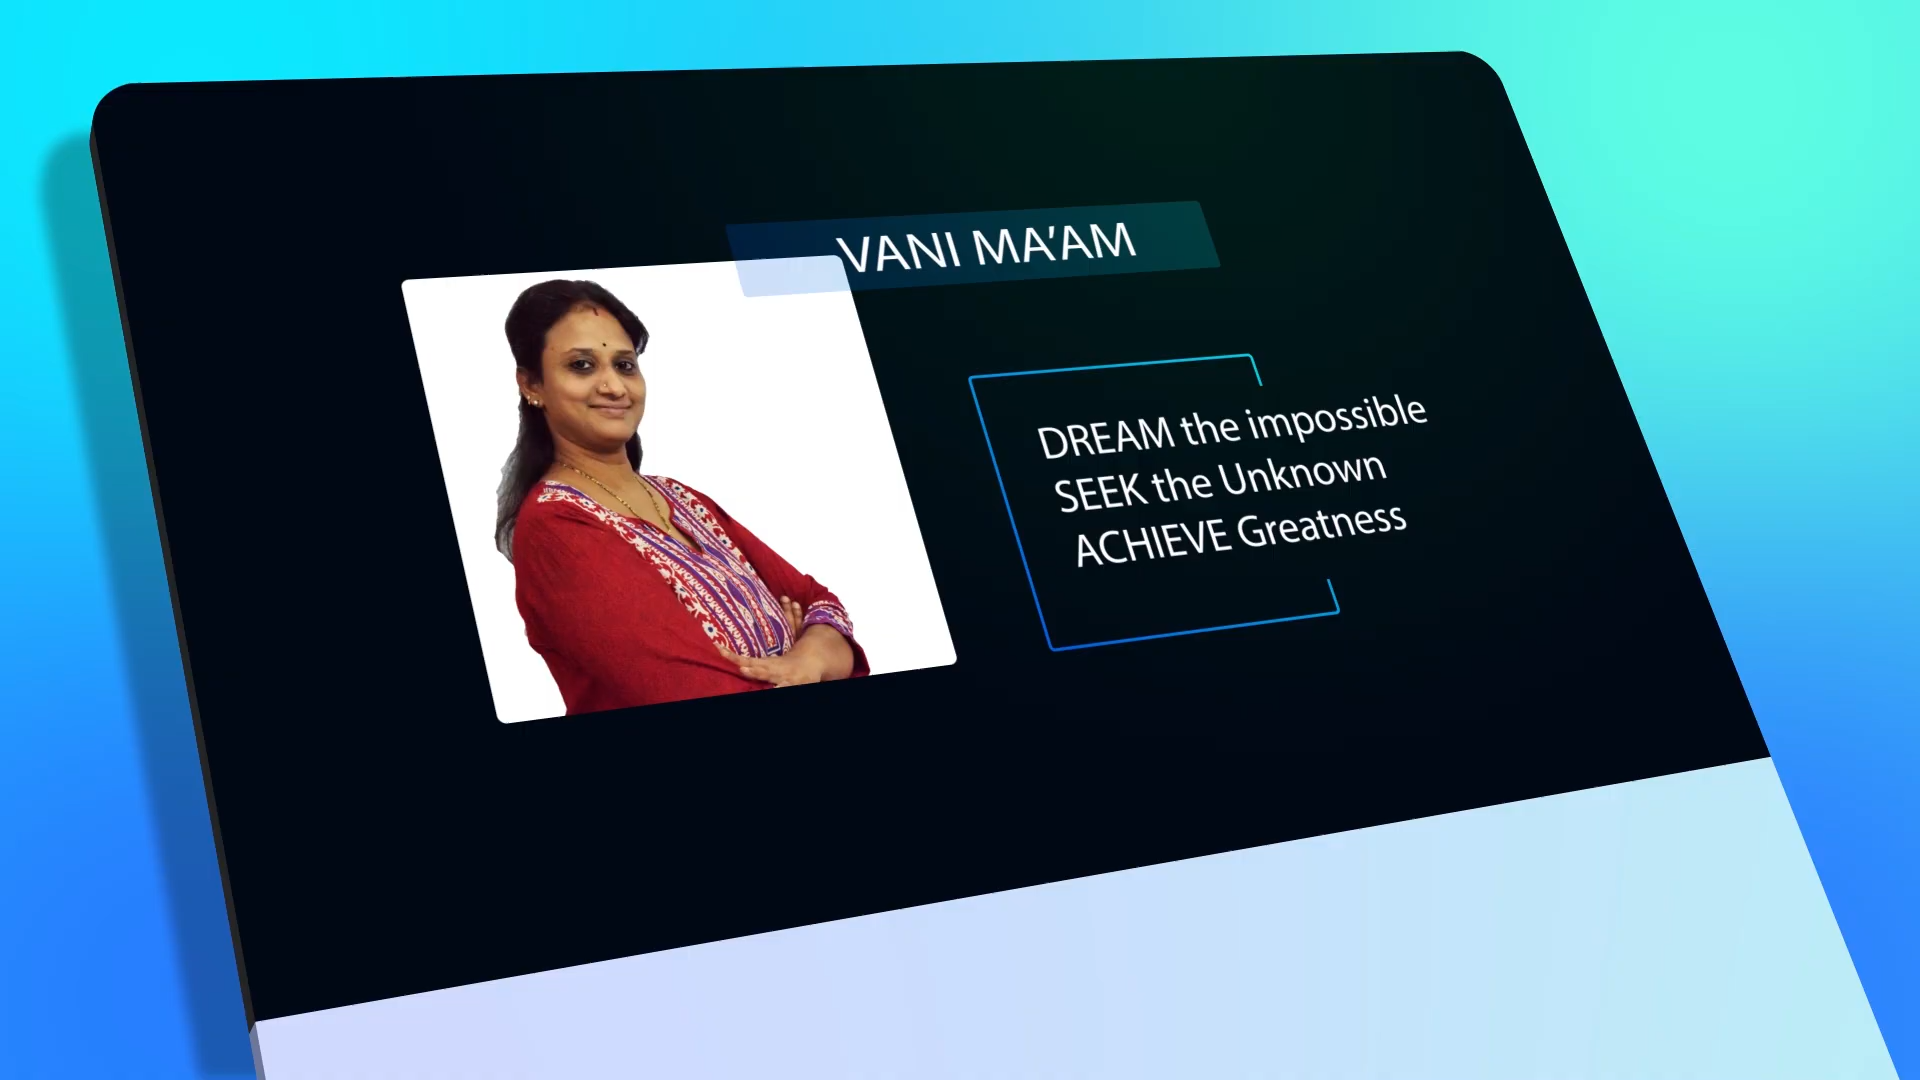 VANI MA’AM
DREAM the impossible
SEEK the Unknown
ACHIEVE Greatness